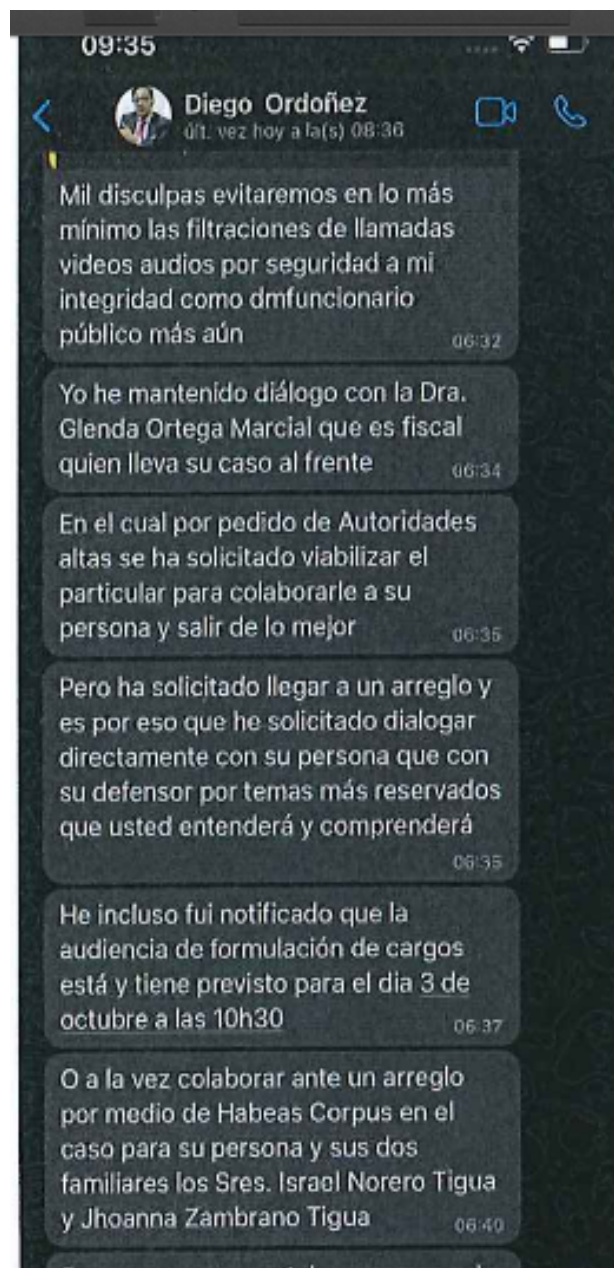 09:35
Diego Ordoñez
últ. vez hoy a la(s) 08:36
Mil disculpas evitaremos en lo más
mínimo las filtraciones de llamadas
videos audios por seguridad a mi
integridad como dmfuncionario
público más aún
06:32
Yo he mantenido diálogo con la Dra.
Glenda Ortega Marcial que es fiscal
quien lleva su caso al frente
06:34
En el cual por pedido de Autoridades
altas se ha solicitado viabilizar el
particular para colaborarle a su
persona y salir de lo mejor
06:35
Pero ha solicitado llegar a un arreglo y
es por eso que he solicitado dialogar
directamente con su persona que con
su defensor por temas más reservados
que usted entenderá y comprenderá
06:35
He incluso fui notificado que la
audiencia de formulación de cargos
está y tiene previsto para el dia 3 de
octubre a las 10h30
06:37
O a la vez colaborar ante un arreglo
por medio de Habeas Corpus en el
caso para su persona y sus dos
familiares los Sres. Israel Norero Tigua
y Jhoanna Zambrano Tigua
06:40